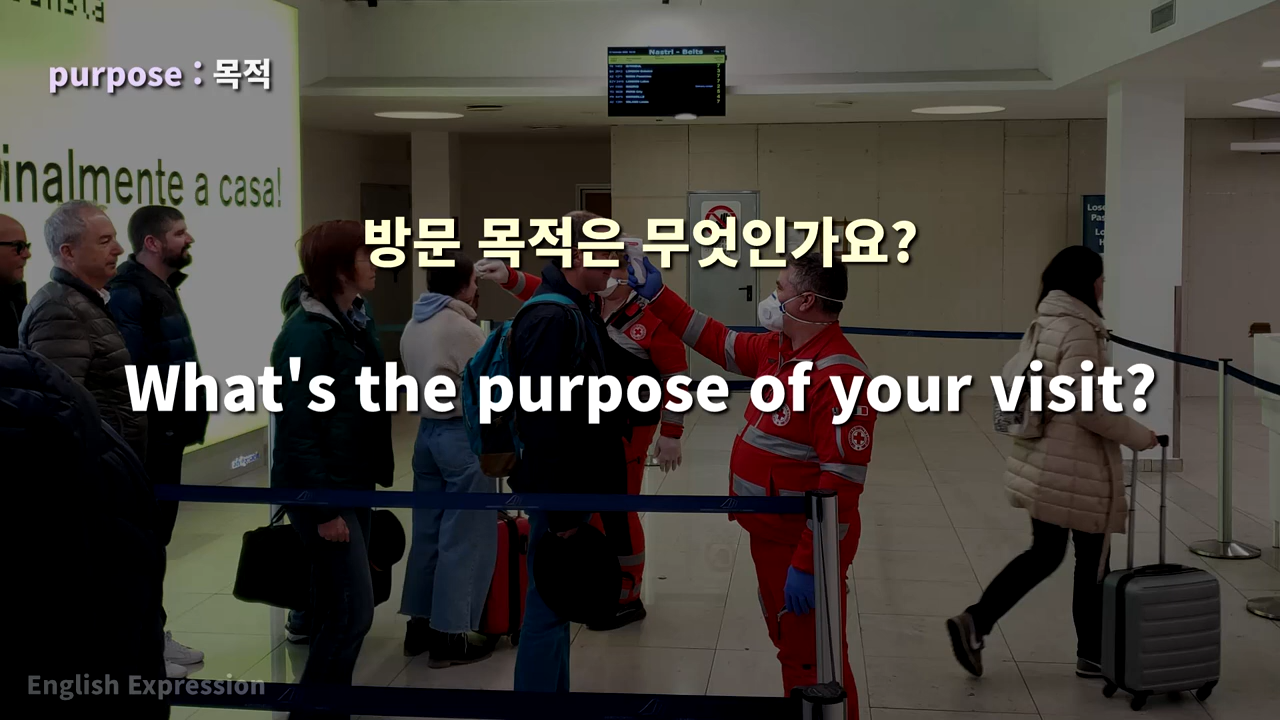 purpose : 목적
inalmente a casa!
Nastri - Belts
방문 목적은 무엇인가요?
What's the purpose of your visit?
English Expression